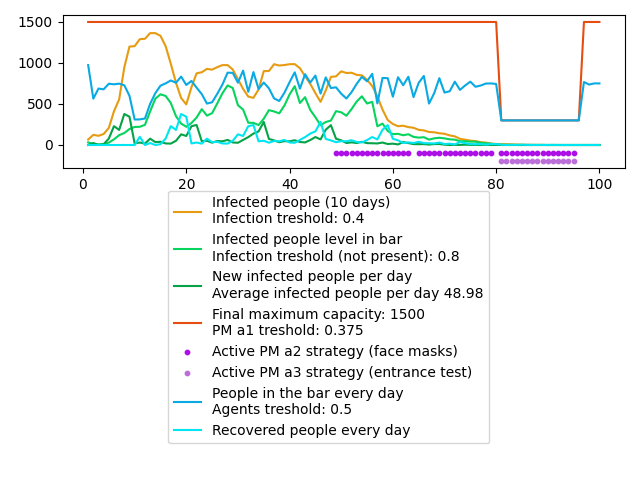 1500
1000
500
0
0 20 40 60 80 100
Infected people (10 days)
Infection treshold: 0.4
Infected people level in bar
Infection treshold (not present): 0.8
New infected people per day
Average infected people per day 48.98
Final maximum capacity: 1500
PM a1 treshold: 0.375
Active PM a2 strategy (face masks)
Active PM a3 strategy (entrance test)
People in the bar every day
Agents treshold: 0.5
Recovered people every day